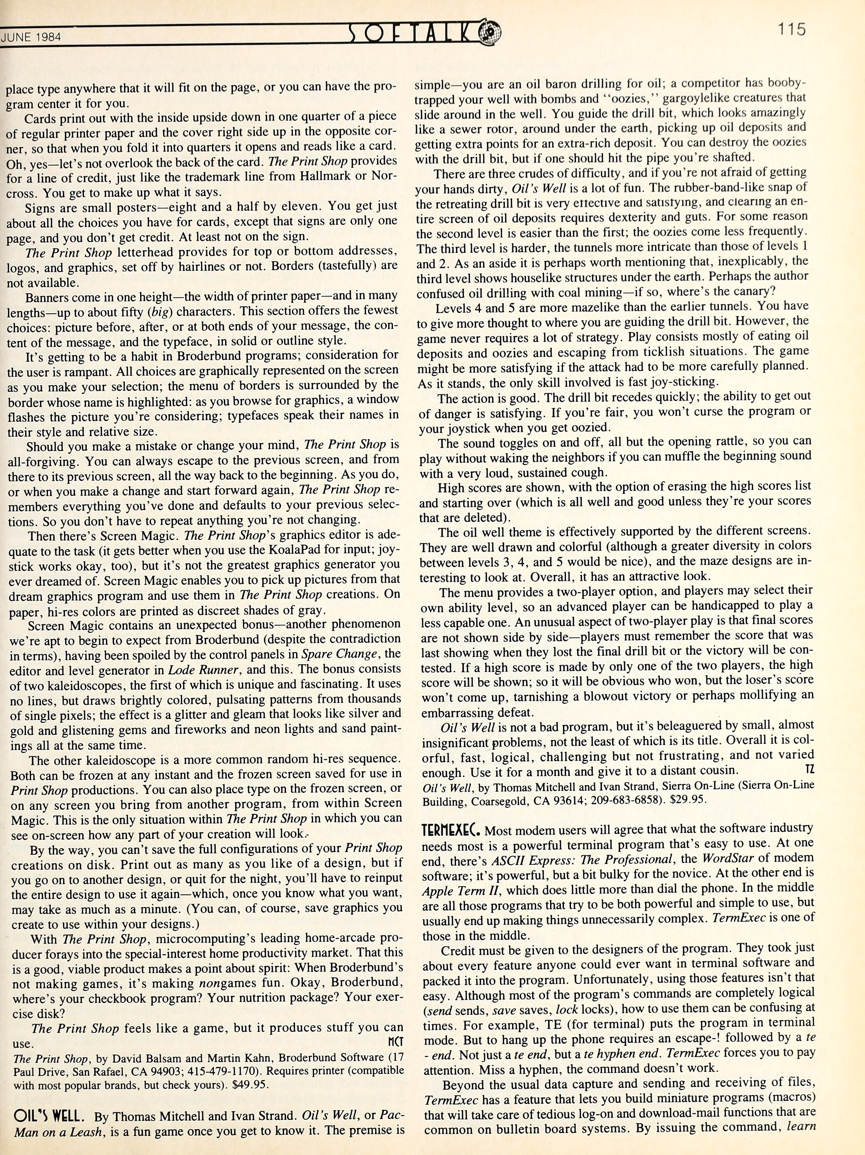 JUNE 1984
SOFTALK
115
place type anywhere that it will fit on the page, or you can have the pro-
gram center it for you.
Cards print out with the inside upside down in one quarter of a piece
of regular printer paper and the cover right side up in the opposite cor-
ner, so that when you fold it into quarters it opens and reads like a card.
Oh, yes—let's not overlook the back of the card. The Print Shop provides
for a line of credit, just like the trademark line from Hallmark or Nor-
cross. You get to make up what it says.
Signs are small posters—eight and a half by eleven. You get just
about all the choices you have for cards, except that signs are only one
page, and you don't get credit. At least not on the sign.
The Print Shop letterhead provides for top or bottom addresses,
logos, and graphics, set off by hairlines or not. Borders (tastefully) are
not available.
Banners come in one height—the width of printer paper—and in many
lengths—up to about fifty (big) characters. This section offers the fewest
choices: picture before, after, or at both ends of your message, the con-
tent of the message, and the typeface, in solid or outline style.
It's getting to be a habit in Broderbund programs; consideration for
the user is rampant. All choices are graphically represented on the screen
as you make your selection; the menu of borders is surrounded by the
border whose name is highlighted: as you browse for graphics, a window
flashes the picture you're considering; typefaces speak their names in
their style and relative size.
Should you make a mistake or change your mind, The Print Shop is
all-forgiving. You can always escape to the previous screen, and from
there to its previous screen, all the way back to the beginning. As you do,
or when you make a change and start forward again, The Print Shop re-
members everything you've done and defaults to your previous selec-
tions. So you don't have to repeat anything you're not changing.
Then there's Screen Magic. The Print Shop's graphics editor is ade-
quate to the task (it gets better when you use the KoalaPad for input; joy-
stick works okay, too), but it's not the greatest graphics generator you
ever dreamed of. Screen Magic enables you to pick up pictures from that
dream graphics program and use them in The Print Shop creations. On
paper, hi-res colors are printed as discreet shades of gray.
Screen Magic contains an unexpected bonus—another phenomenon
we're apt to begin to expect from Broderbund (despite the contradiction
in terms), having been spoiled by the control panels in Spare Change, the
editor and level generator in Lode Runner, and this. The bonus consists
of two kaleidoscopes, the first of which is unique and fascinating. It uses
no lines, but draws brightly colored, pulsating patterns from thousands
of single pixels; the effect is a glitter and gleam that looks like silver and
gold and glistening gems and fireworks and neon lights and sand paint-
ings all at the same time.
The other kaleidoscope is a more common random hi-res sequence.
Both can be frozen at any instant and the frozen screen saved for use in
Print Shop productions. You can also place type on the frozen screen, or
on any screen you bring from another program, from within Screen
Magic. This is the only situation within The Print Shop in which you can
see on-screen how any part of your creation will look.
By the way, you can't save the full configurations of your Print Shop
creations on disk. Print out as many as you like of a design, but if
you go on to another design, or quit for the night, you'll have to reinput
the entire design to use it again—which, once you know what you want,
may take as much as a minute. (You can, of course, save graphics you
create to use within your designs.)
With The Print Shop, microcomputing's leading home-arcade pro-
ducer forays into the special-interest home productivity market. That this
is a good, viable product makes a point about spirit: When Broderbund's
not making games, it's making nongames fun. Okay, Broderbund,
where's your checkbook program? Your nutrition package? Your exer-
cise disk?
The Print Shop feels like a game, but it produces stuff you can
use. MCT
The Print Shop, by David Balsam and Martin Kahn, Broderbund Software (17
Paul Drive, San Rafael, CA 94903; 415-479-1170). Requires printer (compatible
with most popular brands, but check yours). $49.95.
OIL'S WELL. By Thomas Mitchell and Ivan Strand. Oil's Well, or Pac-
Man on a Leash, is a fun game once you get to know it. The premise is
simple—you are an oil baron drilling for oil; a competitor has booby-
trapped your well with bombs and "oozies," gargoylelike creatures that
slide around in the well. You guide the drill bit, which looks amazingly
like a sewer rotor, around under the earth, picking up oil deposits and
getting extra points for an extra-rich deposit. You can destroy the oozies
with the drill bit, but if one should hit the pipe you're shafted.
There are three crudes of difficulty, and if you're not afraid of getting
your hands dirty, Oil's Well is a lot of fun. The rubber-band-like snap of
the retreating drill bit is very effective and satisfying, and clearing an en-
tire screen of oil deposits requires dexterity and guts. For some reason
the second level is easier than the first; the oozies come less frequently.
The third level is harder, the tunnels more intricate than those of levels 1
and 2. As an aside it is perhaps worth mentioning that, inexplicably, the
third level shows houselike structures under the earth. Perhaps the author
confused oil drilling with coal mining—if so, where's the canary?
Levels 4 and 5 are more mazelike than the earlier tunnels. You have
to give more thought to where you are guiding the drill bit. However, the
game never requires a lot of strategy. Play consists mostly of eating oil
deposits and oozies and escaping from ticklish situations. The game
might be more satisfying if the attack had to be more carefully planned.
As it stands, the only skill involved is fast joy-sticking.
The action is good. The drill bit recedes quickly; the ability to get out
of danger is satisfying. If you're fair, you won't curse the program or
your joystick when you get oozied.
The sound toggles on and off, all but the opening rattle, so you can
play without waking the neighbors if you can muffle the beginning sound
with a very loud, sustained cough.
High scores are shown, with the option of erasing the high scores list
and starting over (which is all well and good unless they're your scores
that are deleted).
The oil well theme is effectively supported by the different screens.
They are well drawn and colorful (although a greater diversity in colors
between levels 3, 4, and 5 would be nice), and the maze designs are in-
teresting to look at. Overall, it has an attractive look.
The menu provides a two-player option, and players may select their
own ability level, so an advanced player can be handicapped to play a
less capable one. An unusual aspect of two-player play is that final scores
are not shown side by side—players must remember the score that was
last showing when they lost the final drill bit or the victory will be con-
tested. If a high score is made by only one of the two players, the high
score will be shown; so it will be obvious who won, but the loser's score
won't come up, tarnishing a blowout victory or perhaps mollifying an
embarrassing defeat.
Oil's Well is not a bad program, but it's beleaguered by small, almost
insignificant problems, not the least of which is its title. Overall it is col-
orful, fast, logical, challenging but not frustrating, and not varied
enough. Use it for a month and give it to a distant cousin. TZ
Oil's Well, by Thomas Mitchell and Ivan Strand, Sierra On-Line (Sierra On-Line
Building, Coarsegold, CA 93614; 209-683-6858). $29.95.
TERMEXEC. Most modem users will agree that what the software industry
needs most is a powerful terminal program that's easy to use. At one
end, there's ASCII Express: The Professional, the WordStar of modem
software; it's powerful, but a bit bulky for the novice. At the other end is
Apple Term II, which does little more than dial the phone. In the middle
are all those programs that try to be both powerful and simple to use, but
usually end up making things unnecessarily complex. TermExec is one of
those in the middle.
Credit must be given to the designers of the program. They took just
about every feature anyone could ever want in terminal software and
packed it into the program. Unfortunately, using those features isn't that
easy. Although most of the program's commands are completely logical
(send sends, save saves, lock locks), how to use them can be confusing at
times. For example, TE (for terminal) puts the program in terminal
mode. But to hang up the phone requires an escape-! followed by a te
- end. Not just a te end, but a te hyphen end. TermExec forces you to pay
attention. Miss a hyphen, the command doesn't work.
Beyond the usual data capture and sending and receiving of files,
TermExec has a feature that lets you build miniature programs (macros)
that will take care of tedious log-on and download-mail functions that are
common on bulletin board systems. By issuing the command, learn